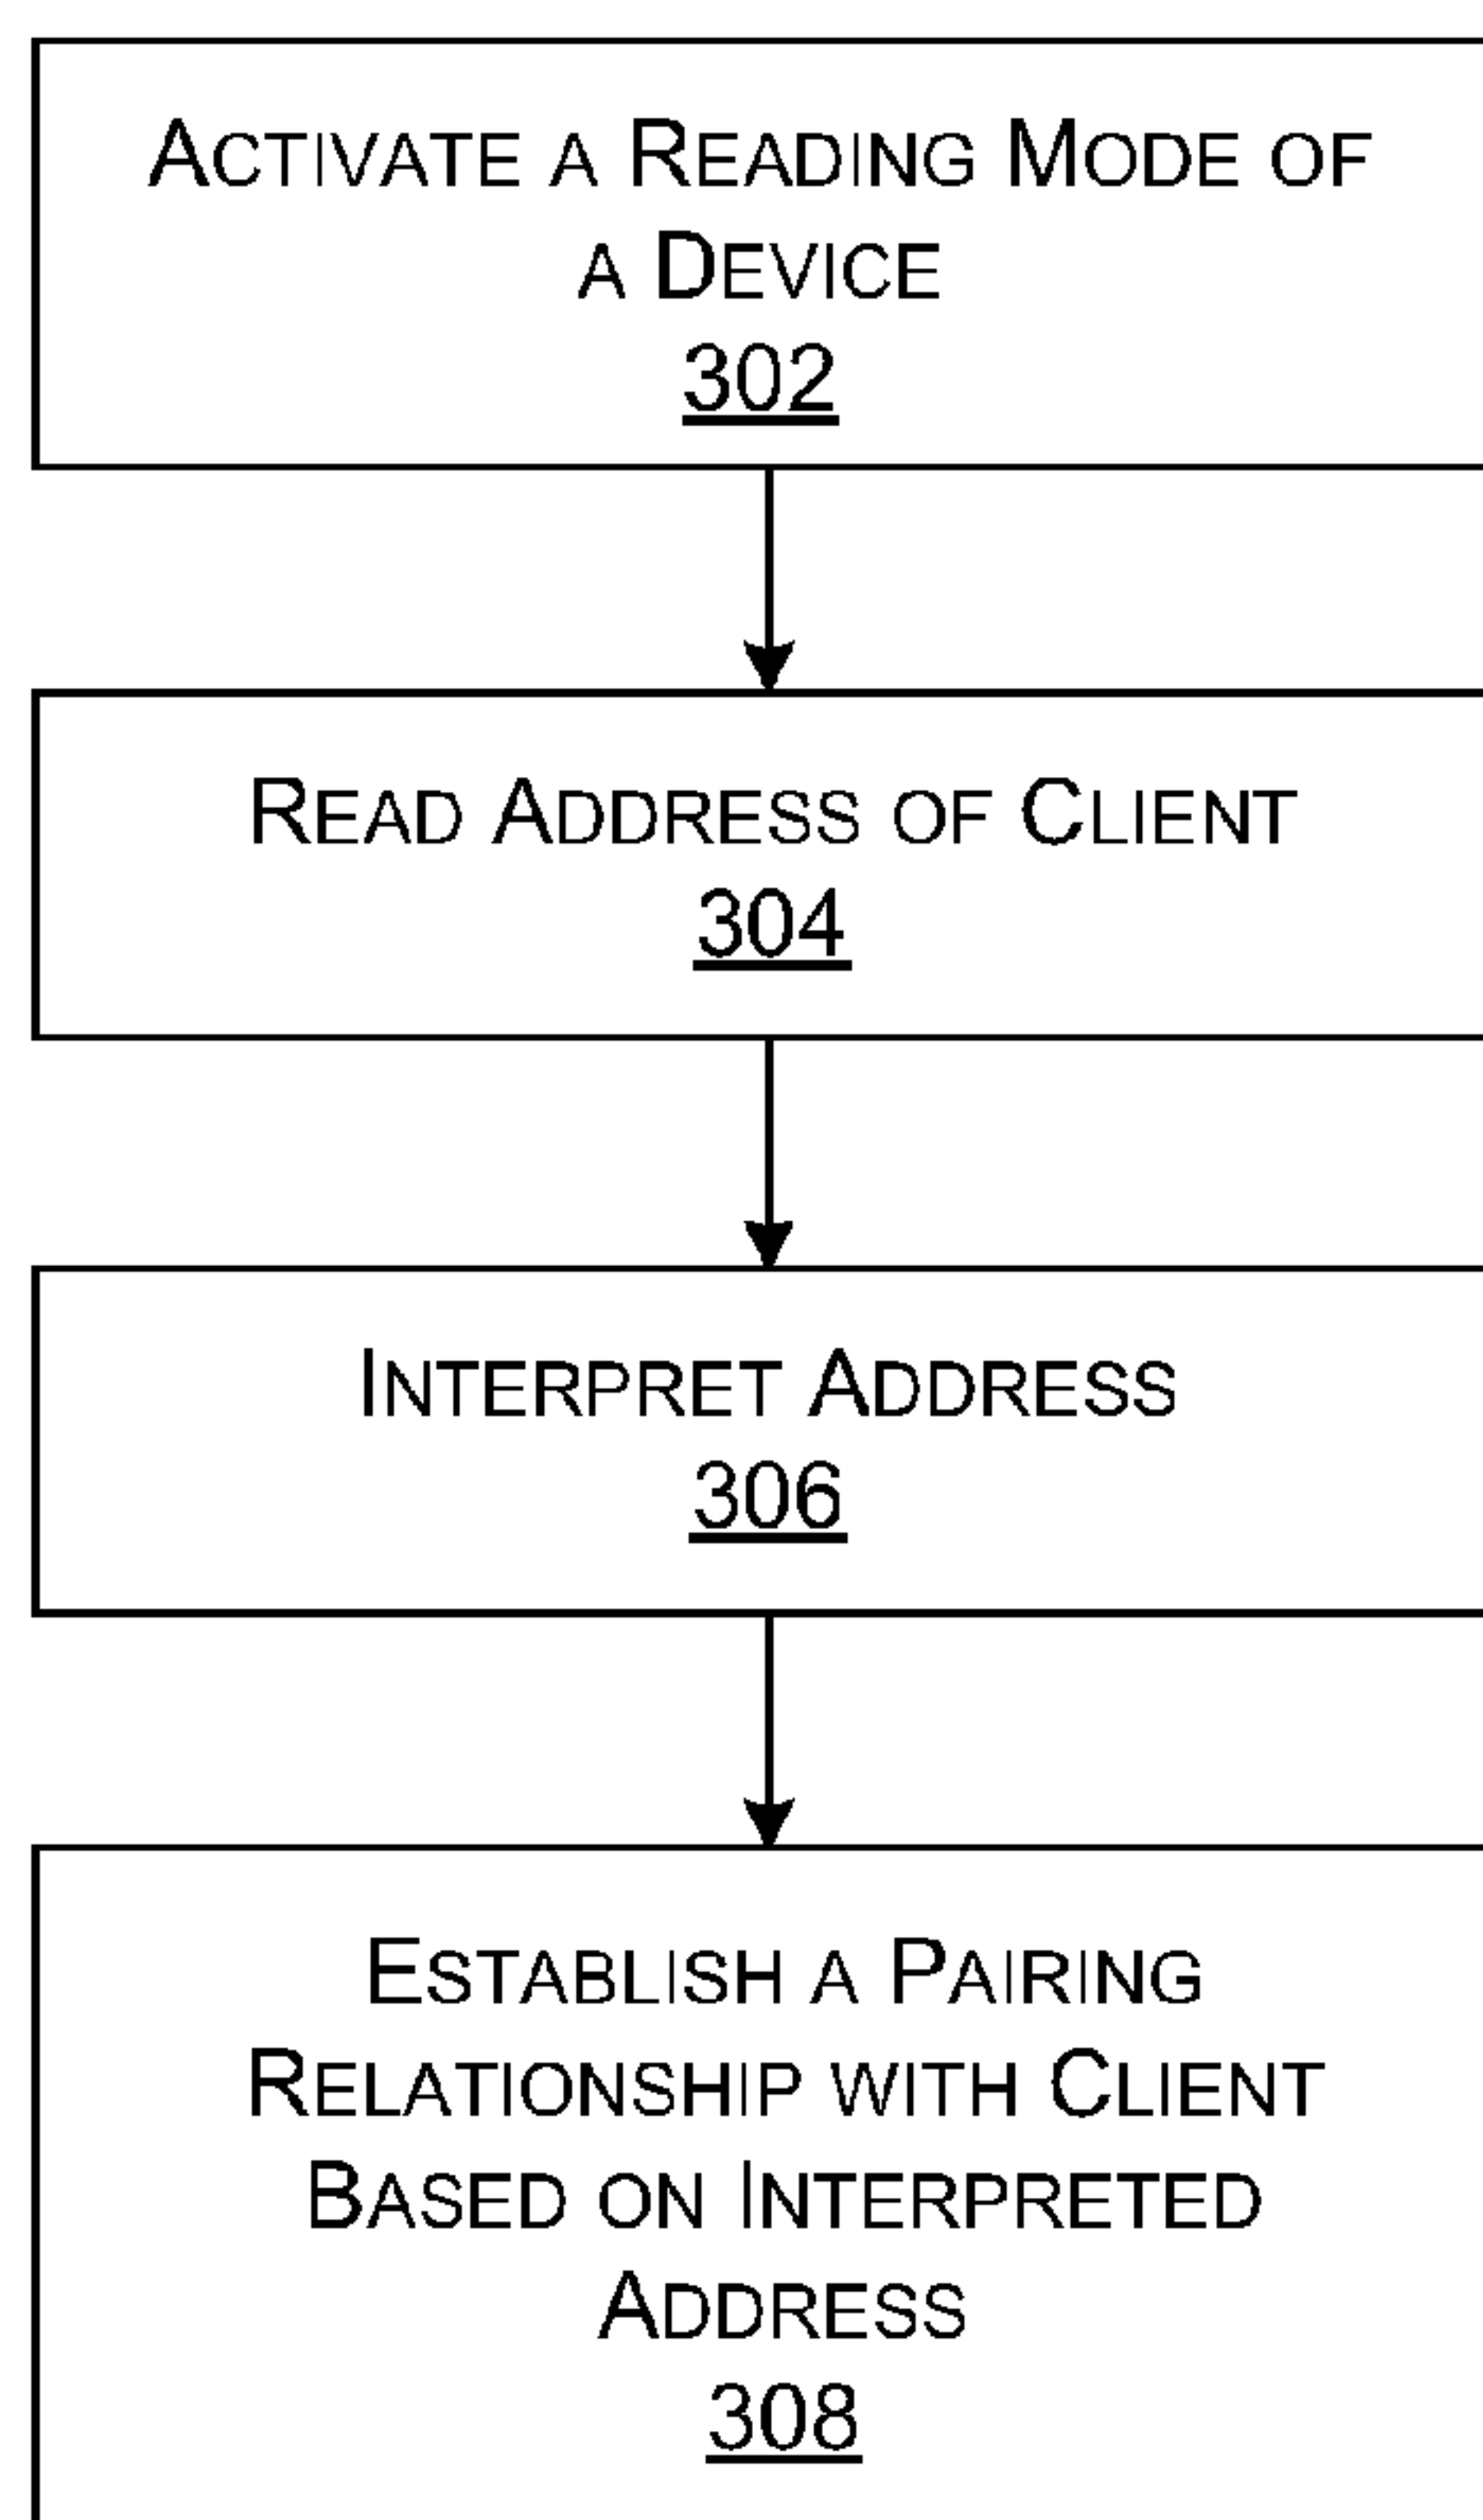 ACTIVATE A READING MODE OF
A DEVICE
302
READ ADDRESS OF CLIENT
304
INTERPRET ADDRESS
306
ESTABLISH A PAIRING
RELATIONSHIP WITH CLIENT
BASED ON INTERPRETED
ADDRESS
308